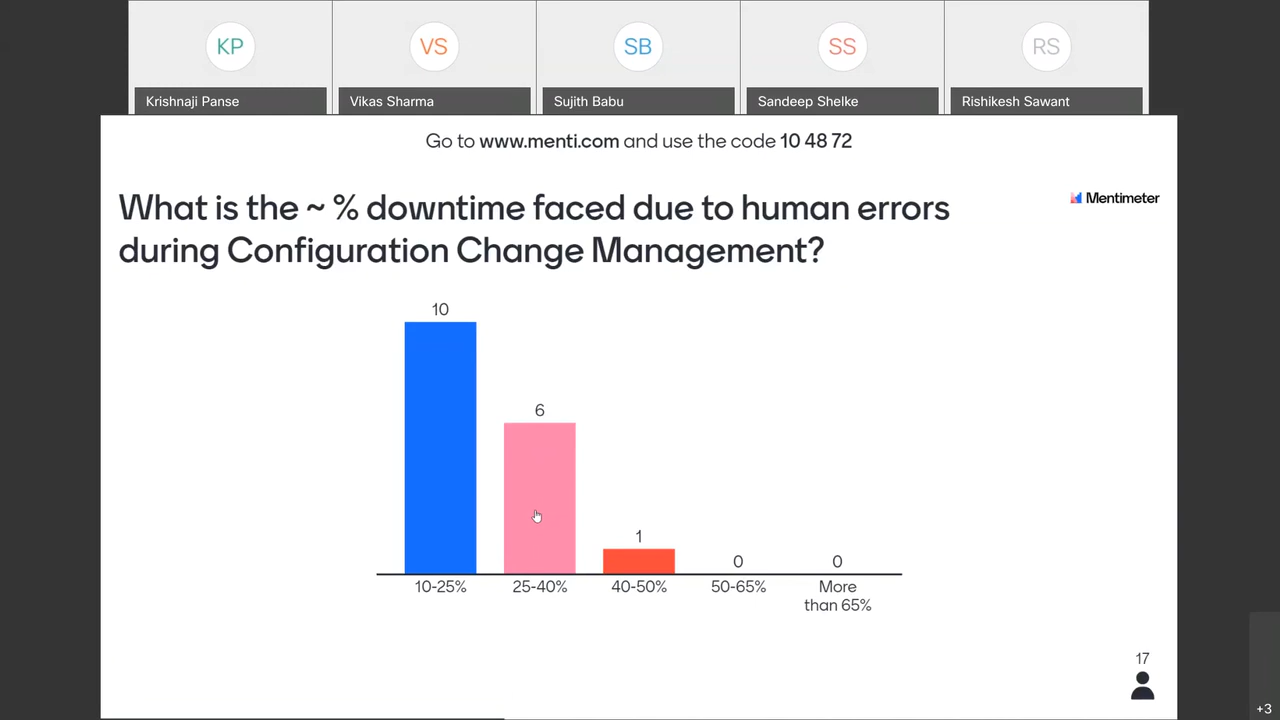 KP
VS
SB
SS
RS
Krishnaji Panse
Vikas Sharma
Sujith Babu
Sandeep Shelke
Rishikesh Sawant
Go to www.menti.com and use the code 10 48 72
What is the ~ % downtime faced due to human errors
during Configuration Change Management?
Mentimeter
10
6
1
0
0
10-25%
25-40%
40-50%
50-65%
More
than 65%
17
+3